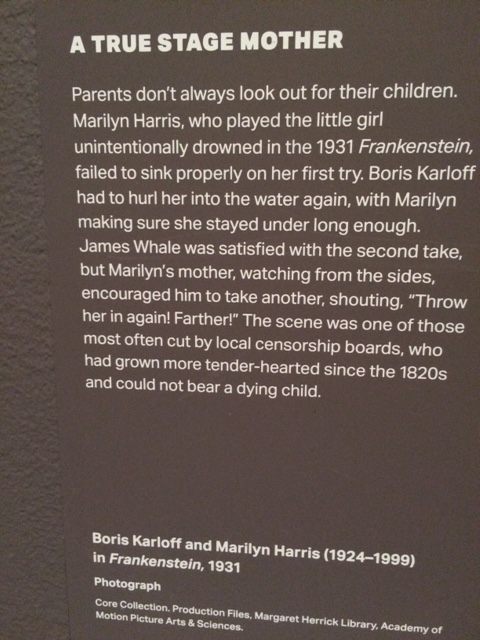 A TRUE STAGE MOTHER
Parents don't always look out for their children.
Marilyn Harris, who played the little girl
unintentionally drowned in the 1931 Frankenstein,
failed to sink properly on her first try. Boris Karloff
had to hurl her into the water again, with Marilyn
making sure she stayed under long enough.
James Whale was satisfied with the second take,
but Marilyn's mother, watching from the sides,
encouraged him to take another, shouting, "Throw
her in again! Farther!" The scene was one of those
most often cut by local censorship boards, who
had grown more tender-hearted since the 1820s
and could not bear a dying child.
Boris Karloff and Marilyn Harris (1924–1999)
in Frankenstein, 1931
Photograph
Core Collection. Production Files, Margaret Herrick Library, Academy of
Motion Picture Arts & Sciences.